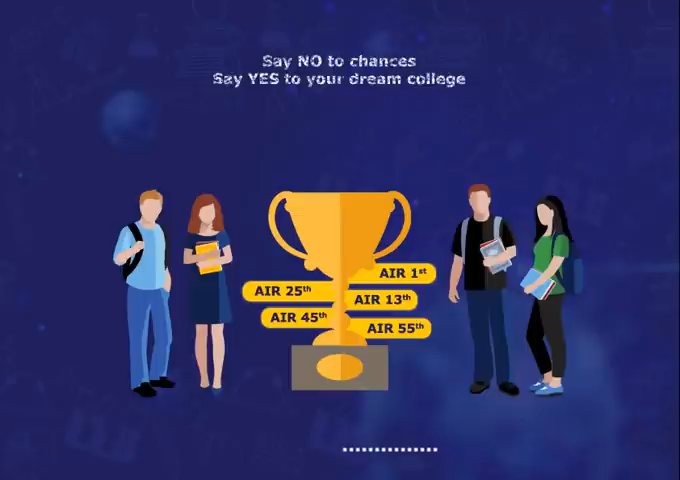 Say NO to chances
Say YES to your dream college
AIR 1st
AIR 25th
AIR 13th
AIR 45th
AIR 55th